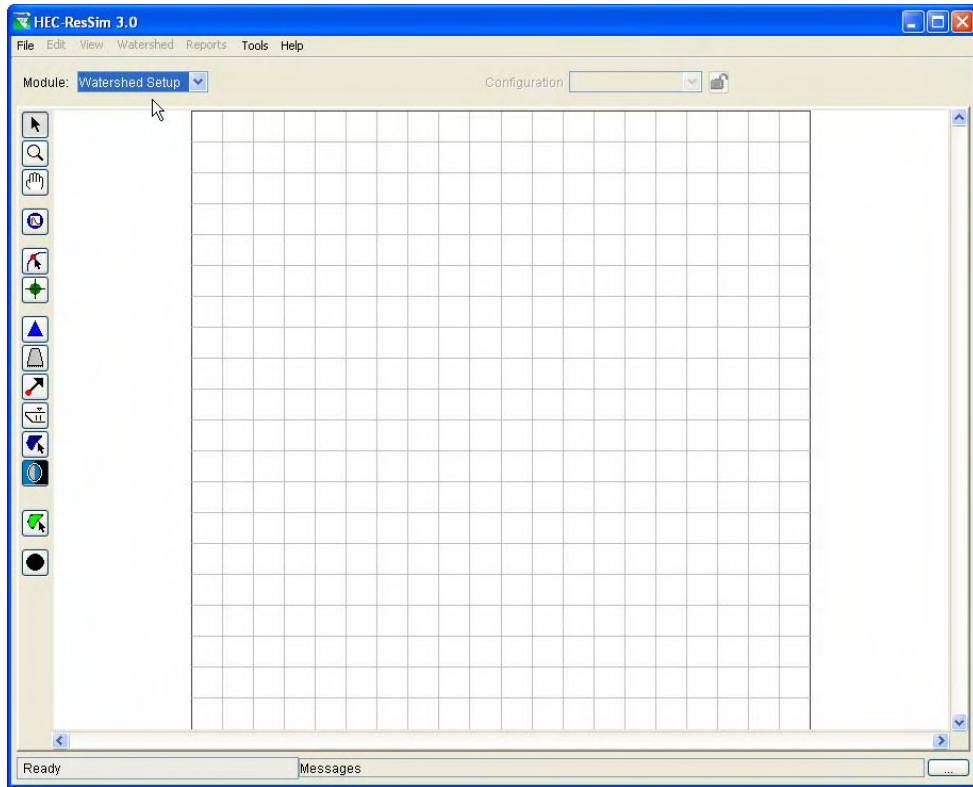 HEC-ResSim 3.0
File Edit View Watershed Reports Tools Help
Module: Watershed Setup Configuration
Ready Messages ...